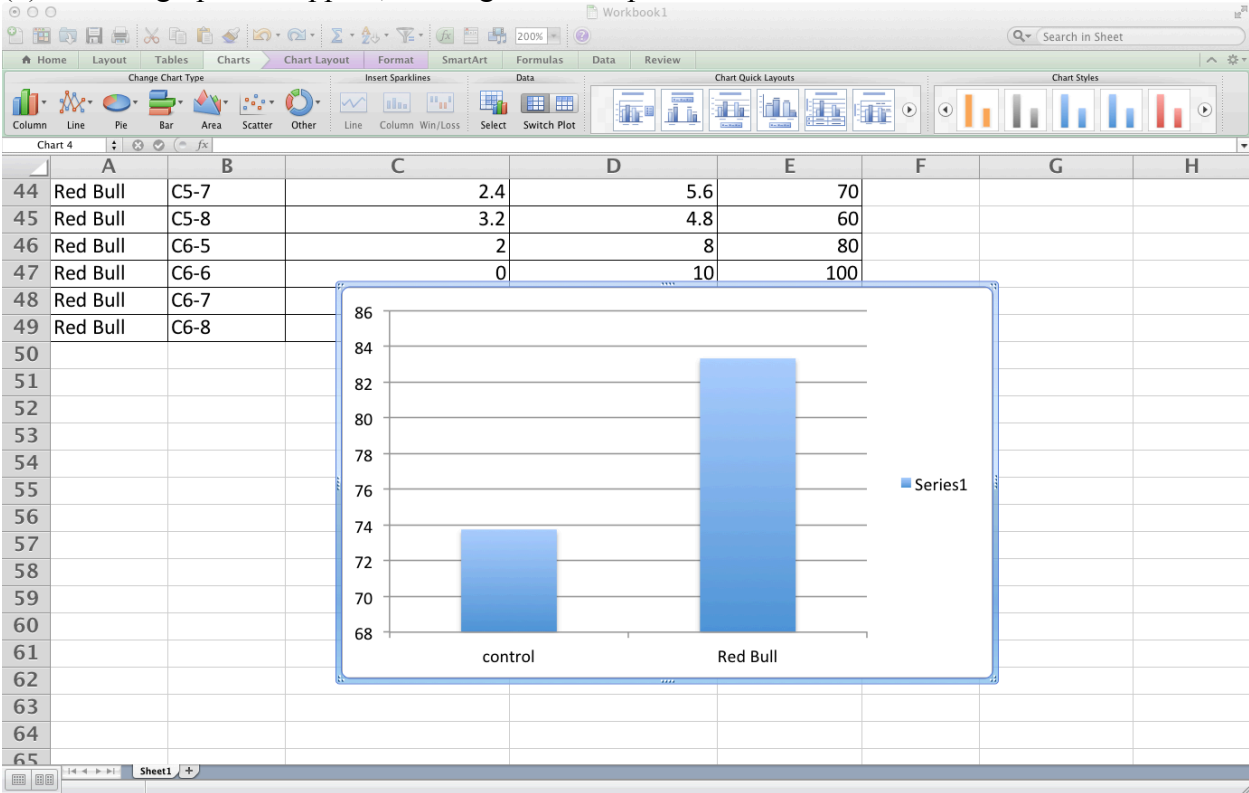 Workbook1
200%
Search in Sheet
Home Layout Tables Charts Chart Layout Format SmartArt Formulas Data Review
Change Chart Type Insert Sparklines Data Chart Quick Layouts Chart Styles
Column Line Pie Bar Area Scatter Other Line Column Win/Loss Select Switch Plot
Chart 4 fx
A B C D E F G H
44 Red Bull C5-7 2.4 5.6 70
45 Red Bull C5-8 3.2 4.8 60
46 Red Bull C6-5 2 8 80
47 Red Bull C6-6 0 10 100
48 Red Bull C6-7
49 Red Bull C6-8
50
51
52
53
54
55
56
57
58
59
60
61
62
63
64
65
86
84
82
80
78
76
74
72
70
68
control Red Bull
Series1
Sheet1